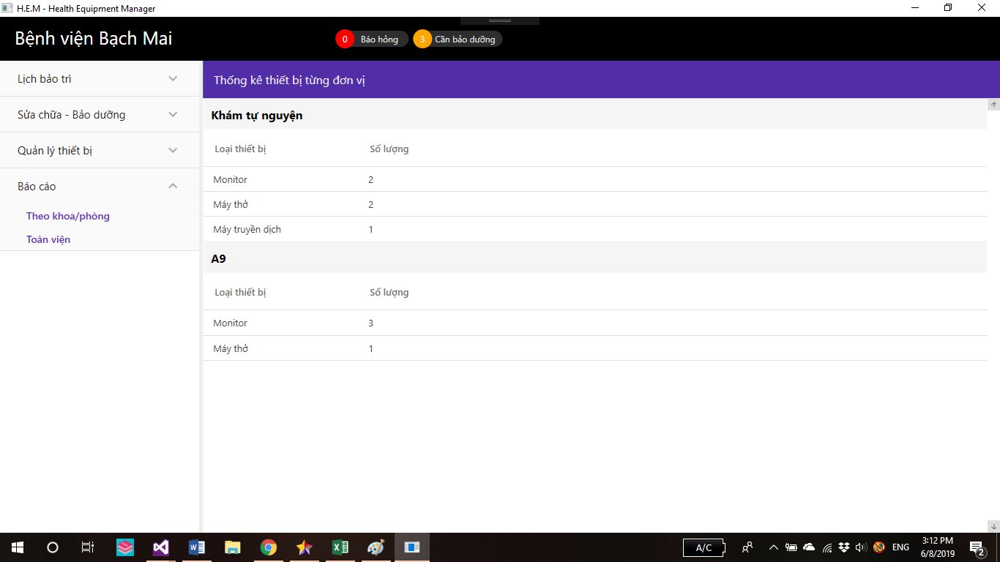 H.E.M - Health Equipment Manager
Bệnh viện Bạch Mai
0 Báo hỏng 3 Cần bảo dưỡng
Lịch bảo trì
Sửa chữa - Bảo dưỡng
Quản lý thiết bị
Báo cáo
Theo khoa/phòng
Toàn viện
Thống kê thiết bị từng đơn vị
Khám tự nguyện
Loại thiết bị Số lượng
Monitor 2
Máy thở 2
Máy truyền dịch 1
A9
Loại thiết bị Số lượng
Monitor 3
Máy thở 1
A/C
ENG
3:12 PM
6/8/2019
2